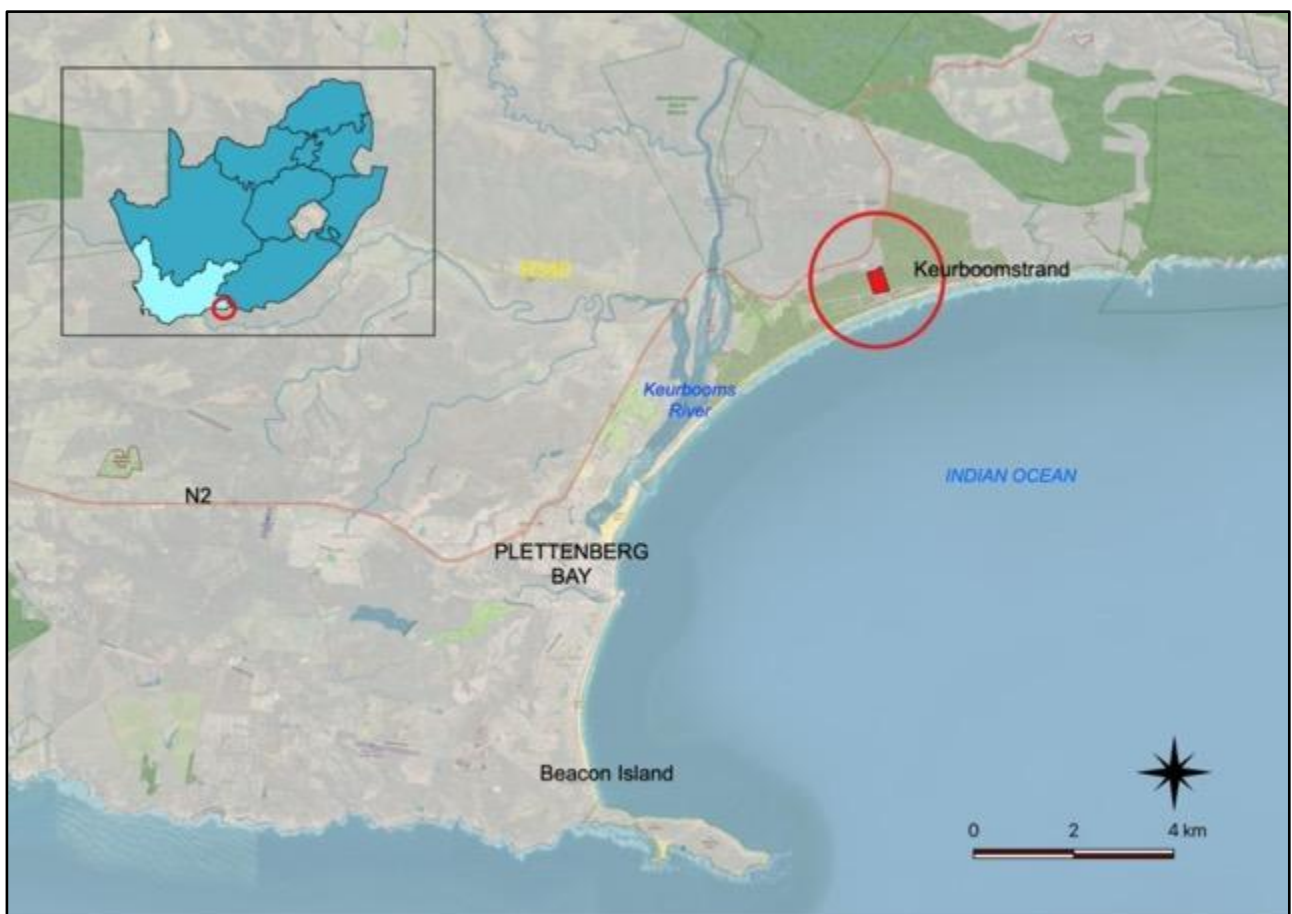 Keurboomstrand
Keurbooms
River
INDIAN OCEAN
N2
PLETTENBERG
BAY
Beacon Island
0 2 4 km